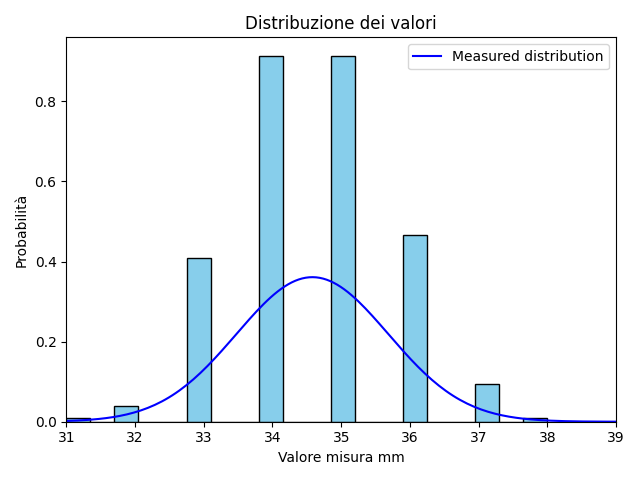 Distribuzione dei valori
Measured distribution
Probabilità
0.8
0.6
0.4
0.2
0.0
31 32 33 34 35 36 37 38 39
Valore misura mm